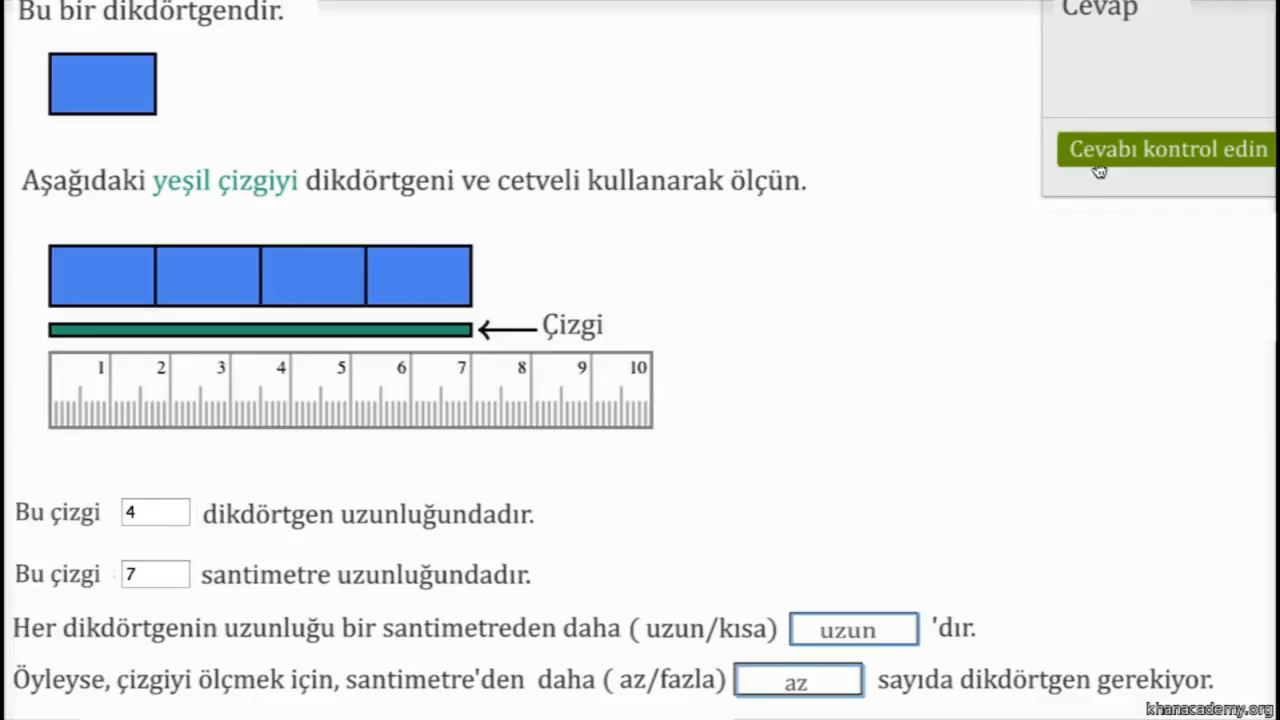 Bu bir dikdörtgendir.
Cevap
Cevabı kontrol edin
Aşağıdaki yeşil çizgiyi dikdörtgeni ve cetveli kullanarak ölçün.
Çizgi
1 2 3 4 5 6 7 8 9 10
Bu çizgi 4 dikdörtgen uzunluğundadır.
Bu çizgi 7 santimetre uzunluğundadır.
Her dikdörtgenin uzunluğu bir santimetreden daha ( uzun/kısa) uzun 'dır.
Öyleyse, çizgiyi ölçmek için, santimetre'den daha ( az/fazla) az sayıda dikdörtgen gerekiyor.
khanacademy.org